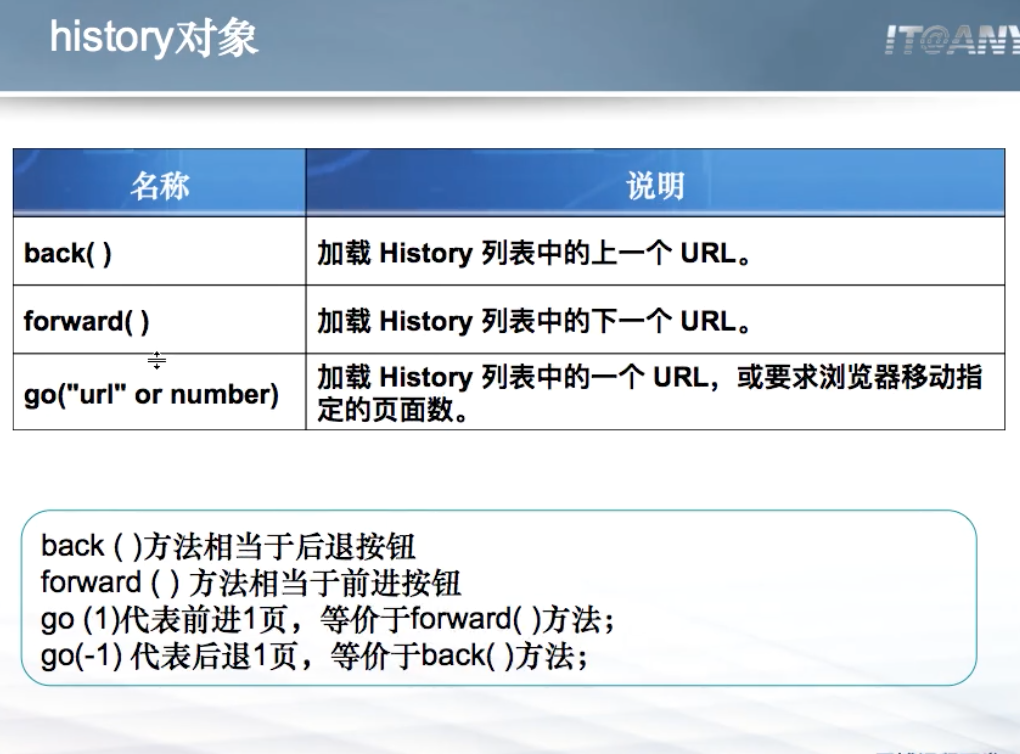 history对象
IT@ANY
名称
说明
back( )
加载 History 列表中的上一个 URL。
forward( )
加载 History 列表中的下一个 URL。
go("url" or number)
加载 History 列表中的一个 URL，或要求浏览器移动指
定的页面数。
back ( )方法相当于后退按钮
forward ( ) 方法相当于前进按钮
go (1)代表前进1页，等价于forward( )方法；
go(-1) 代表后退1页，等价于back( )方法；